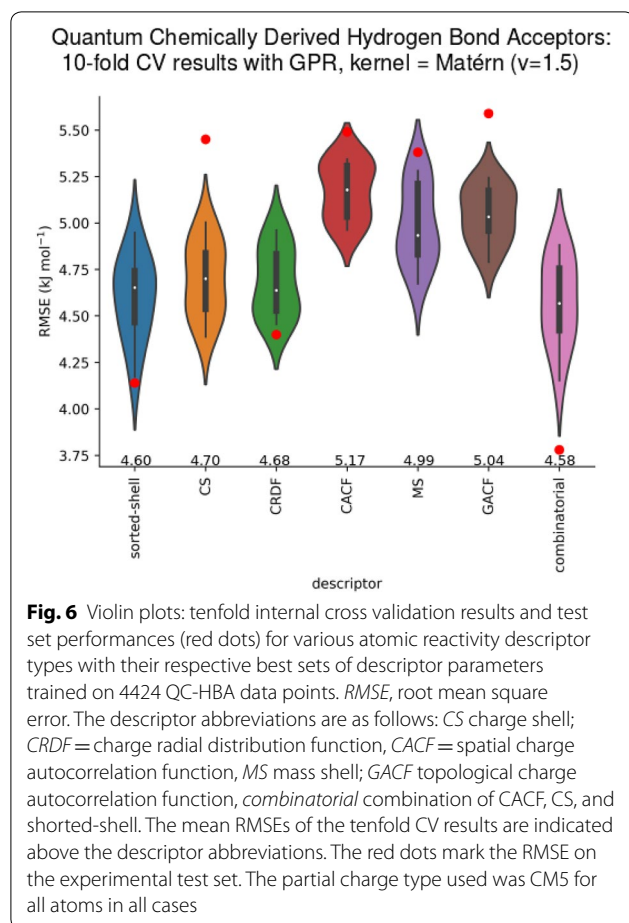 Quantum Chemically Derived Hydrogen Bond Acceptors:
10-fold CV results with GPR, kernel = Matérn (v=1.5)
RMSE (kJ mol⁻¹)
5.50
5.25
5.00
4.75
4.50
4.25
4.00
3.75
4.60 4.70 4.68 5.17 4.99 5.04 4.58
sorted-shell
CS
CRDF
CACF
MS
GACF
combinatorial
descriptor
Fig. 6 Violin plots: tenfold internal cross validation results and test
set performances (red dots) for various atomic reactivity descriptor
types with their respective best sets of descriptor parameters
trained on 4424 QC-HBA data points. RMSE, root mean square
error. The descriptor abbreviations are as follows: CS charge shell;
CRDF = charge radial distribution function, CACF = spatial charge
autocorrelation function, MS mass shell; GACF topological charge
autocorrelation function, combinatorial combination of CACF, CS, and
shorted-shell. The mean RMSEs of the tenfold CV results are indicated
above the descriptor abbreviations. The red dots mark the RMSE on
the experimental test set. The partial charge type used was CM5 for
all atoms in all cases